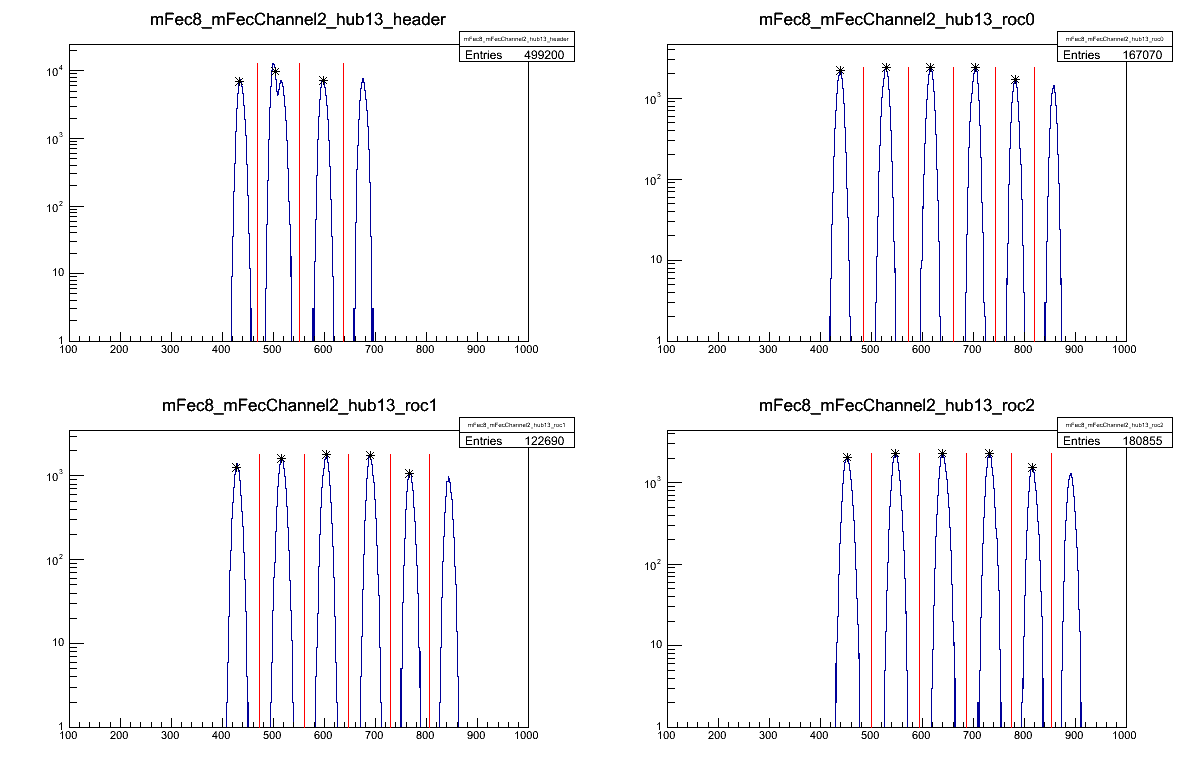 mFec8_mFecChannel2_hub13_header
mFec8_mFecChannel2_hub13_header
Entries 499200
10^4
10^3
10^2
10
1
100 200 300 400 500 600 700 800 900 1000
mFec8_mFecChannel2_hub13_roc0
mFec8_mFecChannel2_hub13_roc0
Entries 167070
10^3
10^2
10
1
100 200 300 400 500 600 700 800 900 1000
mFec8_mFecChannel2_hub13_roc1
mFec8_mFecChannel2_hub13_roc1
Entries 122690
10^3
10^2
10
1
100 200 300 400 500 600 700 800 900 1000
mFec8_mFecChannel2_hub13_roc2
mFec8_mFecChannel2_hub13_roc2
Entries 180855
10^3
10^2
10
1
100 200 300 400 500 600 700 800 900 1000